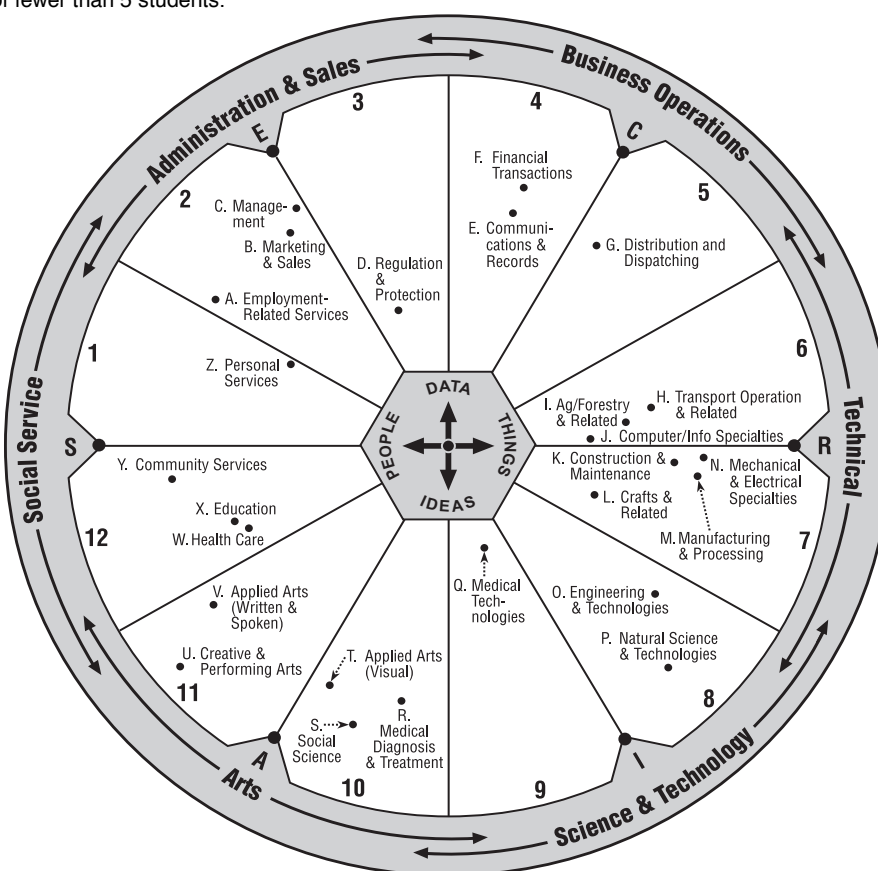 or fewer than 5 students.
Administration & Sales
Business Operations
3
4
E
C
2
5
F. Financial
Transactions
C. Manage-
ment
E. Communi-
cations &
Records
B. Marketing
& Sales
G. Distribution and
Dispatching
D. Regulation
&
Protection
A. Employment-
Related Services
1
6
Z. Personal
Services
DATA
PEOPLE
THINGS
IDEAS
I. Ag/Forestry
& Related
H. Transport Operation
& Related
J. Computer/Info Specialties
Social Service
S
R
Technical
Y. Community Services
K. Construction &
Maintenance
N. Mechanical
& Electrical
Specialties
L. Crafts &
Related
X. Education
W. Health Care
12
7
M. Manufacturing
& Processing
V. Applied Arts
(Written &
Spoken)
Q. Medical
Tech-
nologies
O. Engineering
& Technologies
P. Natural Science
& Technologies
U. Creative &
Performing Arts
T. Applied Arts
(Visual)
11
8
S.
Social
Science
R.
Medical
Diagnosis
& Treatment
A
I
10
9
Arts
Science & Technology